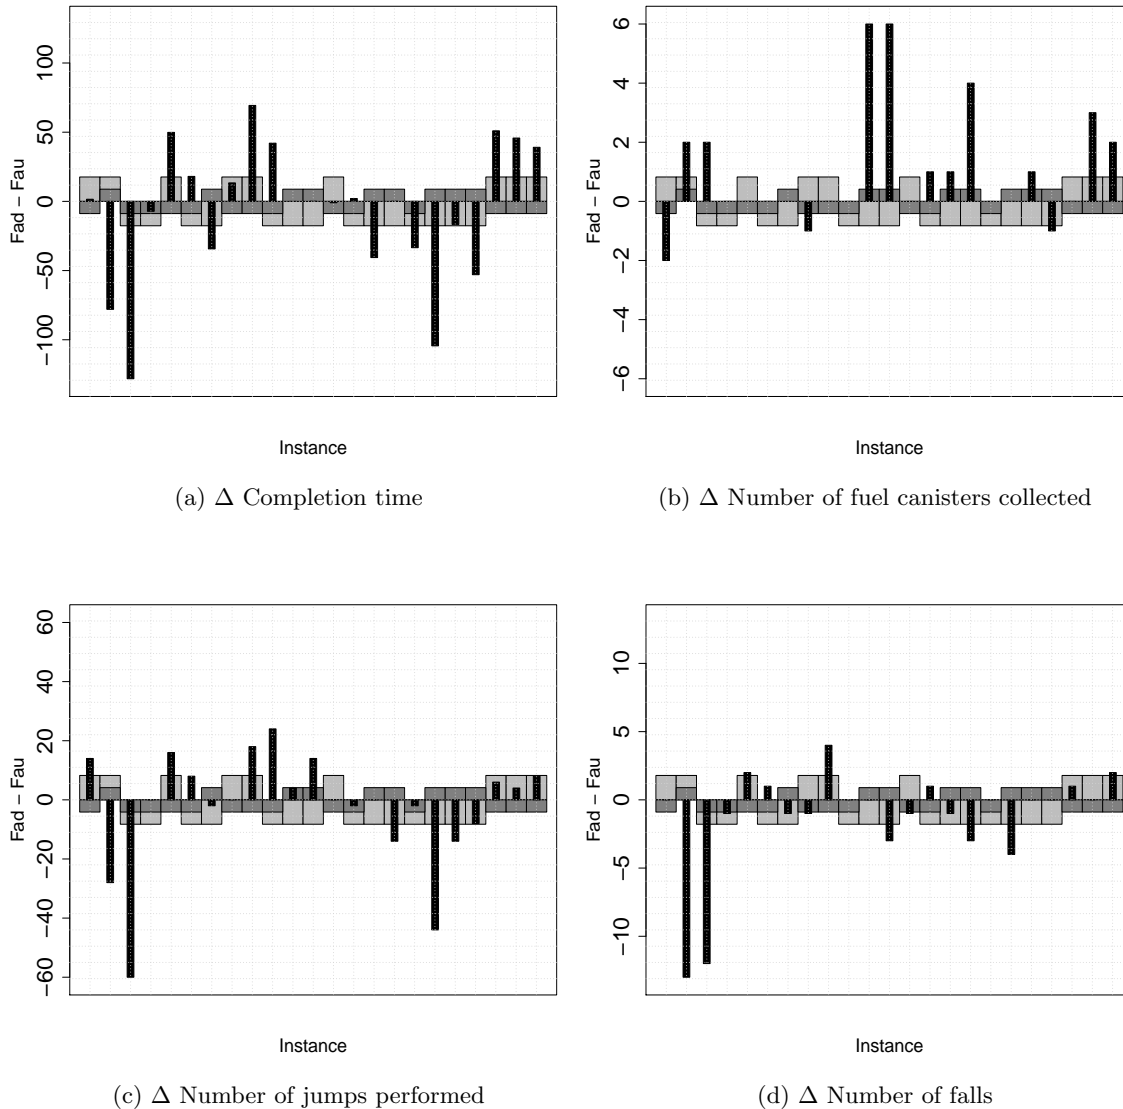 100
50
0
−50
−100
Fad − Fau
Instance
(a) Δ Completion time
6
4
2
0
−2
−4
−6
Fad − Fau
Instance
(b) Δ Number of fuel canisters collected
60
40
20
0
−20
−40
−60
Fad − Fau
Instance
(c) Δ Number of jumps performed
10
5
0
−5
−10
Fad − Fau
Instance
(d) Δ Number of falls